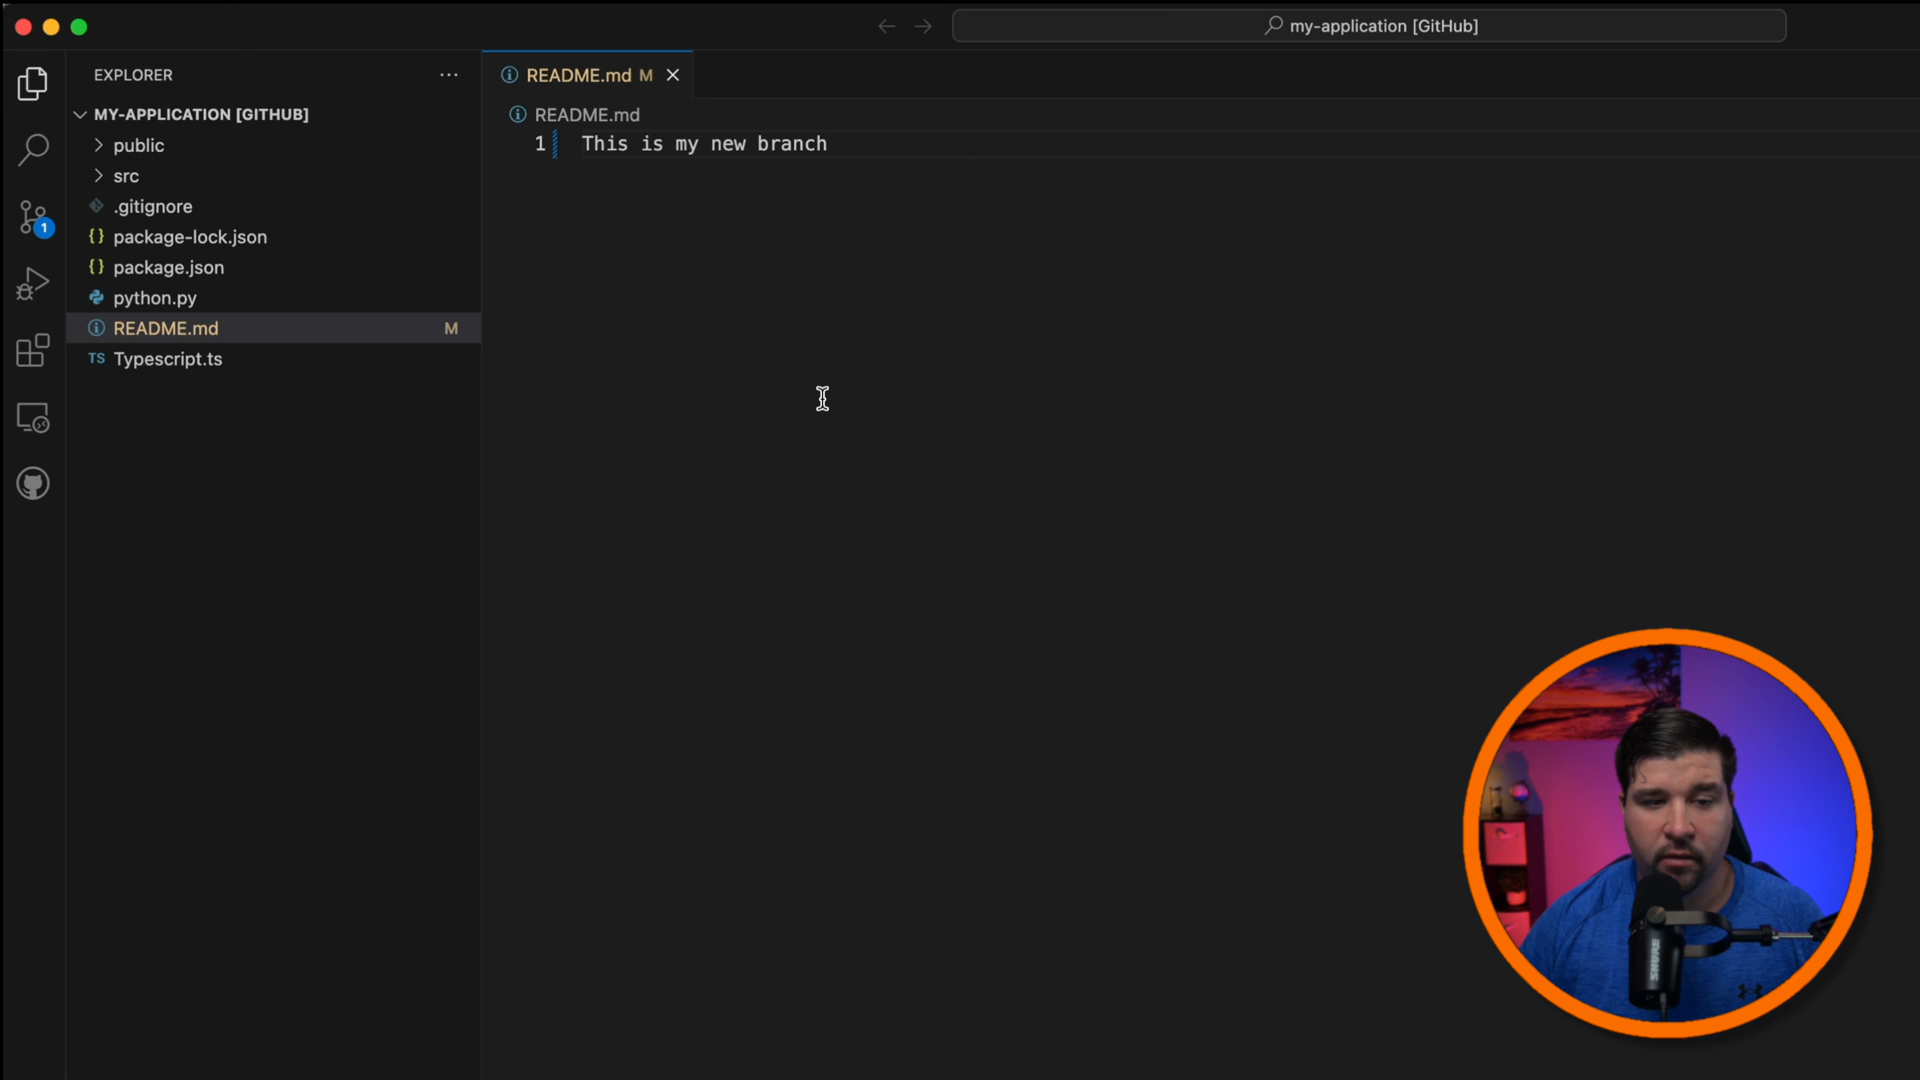 my-application [GitHub]
EXPLORER
README.md M
MY-APPLICATION [GITHUB]
README.md
public
1 This is my new branch
src
.gitignore
1
{} package-lock.json
{} package.json
python.py
README.md M
TS Typescript.ts
SHURE